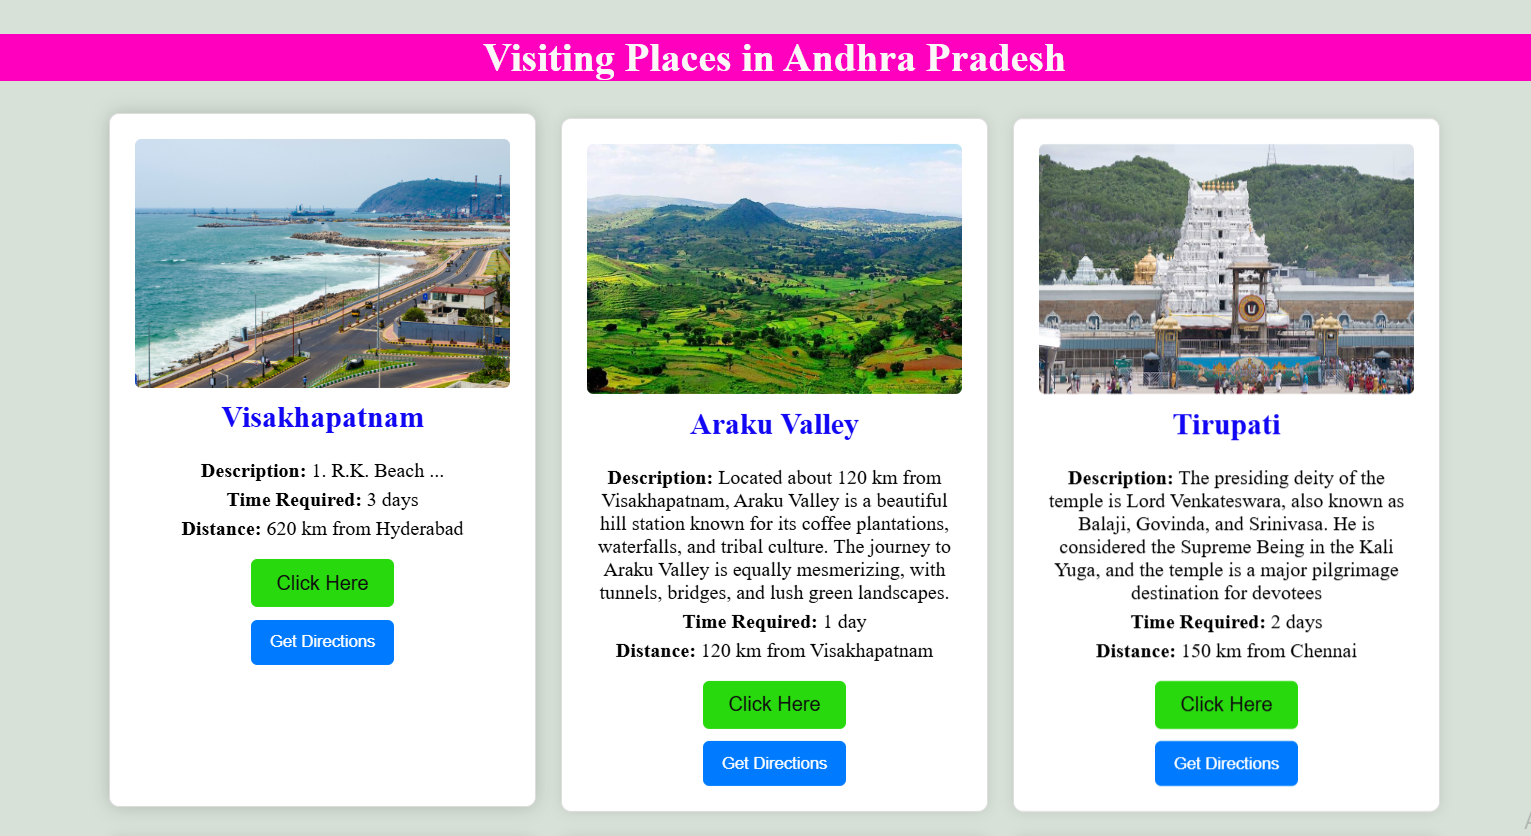 Visiting Places in Andhra Pradesh
Visakhapatnam
Description: 1. R.K. Beach ...
Time Required: 3 days
Distance: 620 km from Hyderabad
Click Here
Get Directions
Araku Valley
Description: Located about 120 km from
Visakhapatnam, Araku Valley is a beautiful
hill station known for its coffee plantations,
waterfalls, and tribal culture. The journey to
Araku Valley is equally mesmerizing, with
tunnels, bridges, and lush green landscapes.
Time Required: 1 day
Distance: 120 km from Visakhapatnam
Click Here
Get Directions
Tirupati
Description: The presiding deity of the
temple is Lord Venkateswara, also known as
Balaji, Govinda, and Srinivasa. He is
considered the Supreme Being in the Kali
Yuga, and the temple is a major pilgrimage
destination for devotees
Time Required: 2 days
Distance: 150 km from Chennai
Click Here
Get Directions